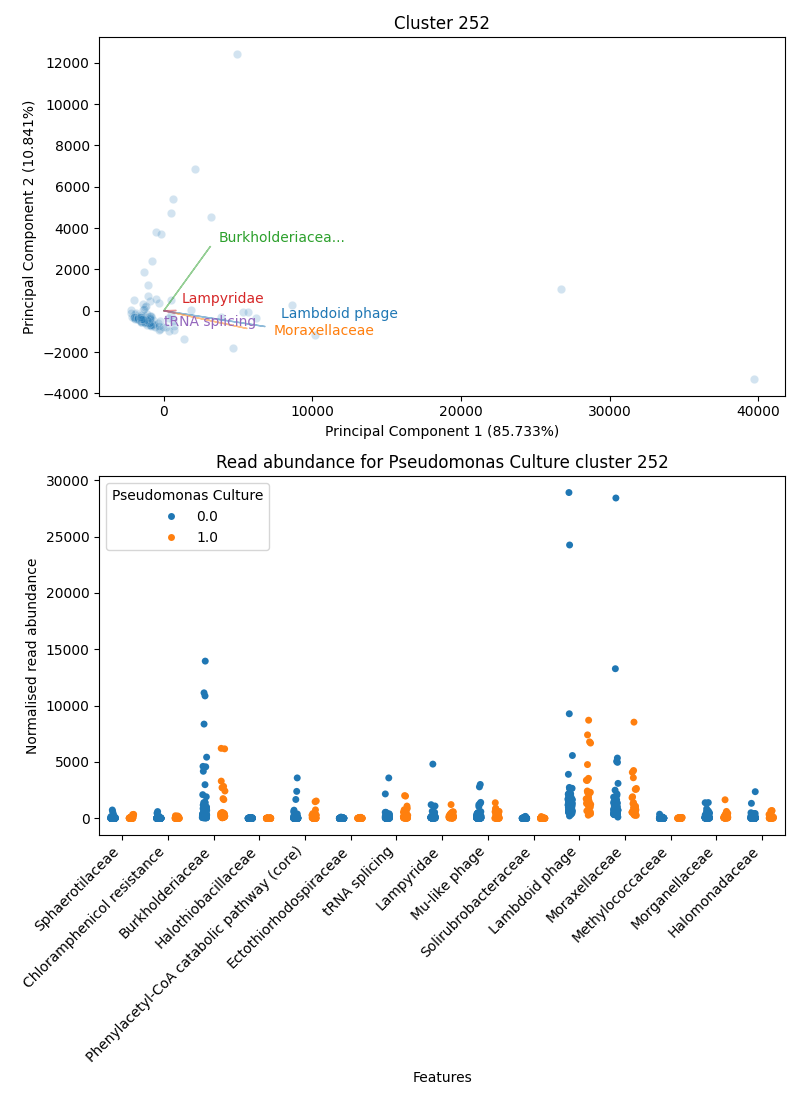 Cluster 252
12000
10000
8000
6000
4000
2000
0
−2000
−4000
Principal Component 2 (10.841%)
Burkholderiacea...
Lampyridae
tRNA splicing
Lambdoid phage
Moraxellaceae
0
10000
20000
30000
40000
Principal Component 1 (85.733%)
Read abundance for Pseudomonas Culture cluster 252
30000
25000
20000
15000
10000
5000
0
Normalised read abundance
Pseudomonas Culture
0.0
1.0
Sphaerotilaceae
Chloramphenicol resistance
Burkholderiaceae
Halothiobacillaceae
Phenylacetyl-CoA catabolic pathway (core)
Ectothiorhodospiraceae
tRNA splicing
Lampyridae
Mu-like phage
Solirubrobacteraceae
Lambdoid phage
Moraxellaceae
Methylococcaceae
Morganellaceae
Halomonadaceae
Features